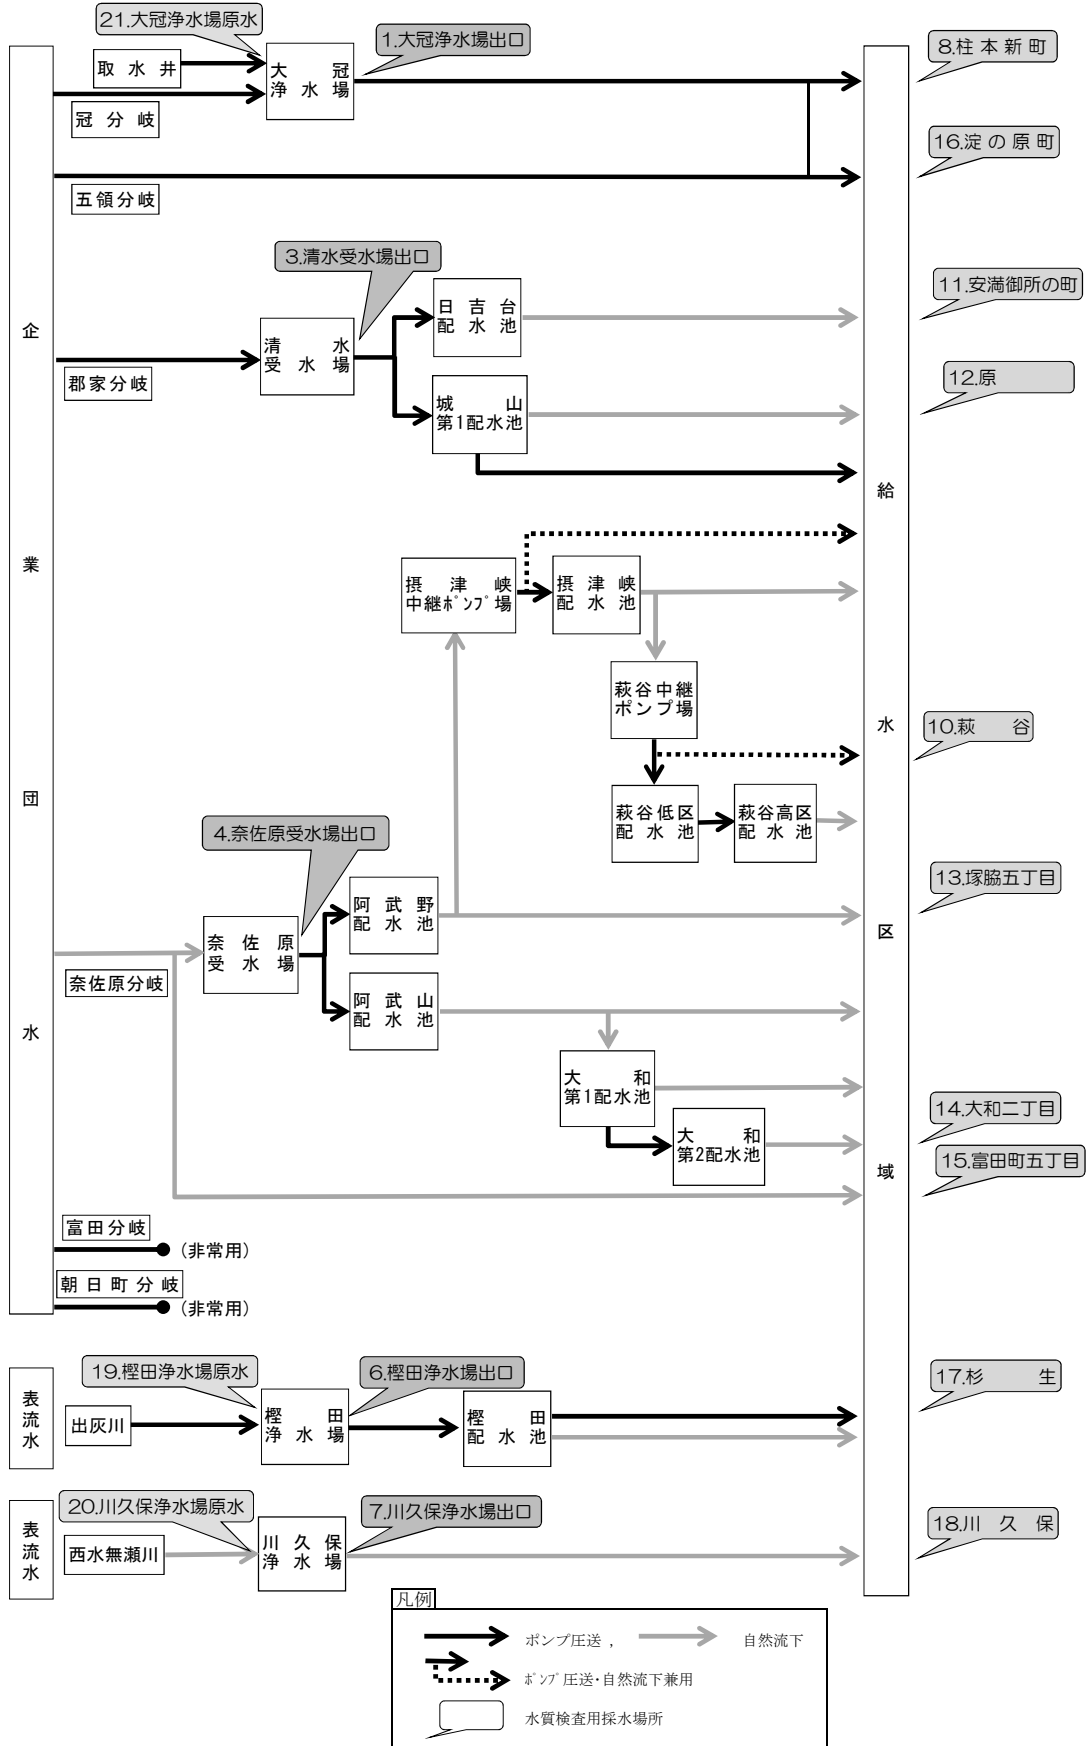 21.大冠浄水場原水
1.大冠浄水場出口
8.柱本新町
取水井
大冠
浄水場
冠分岐
16.淀の原町
五領分岐
3.清水受水場出口
11.安満御所の町
日吉台
配水池
企
清水
受水場
12.原
郡家分岐
城山
第1配水池
給
業
摂津峡
中継ﾎﾟﾝﾌﾟ場
摂津峡
配水池
萩谷中継
ポンプ場
水
10.萩谷
団
萩谷低区
配水池
萩谷高区
配水池
4.奈佐原受水場出口
13.塚脇五丁目
阿武野
配水池
区
奈佐原
受水場
奈佐原分岐
阿武山
配水池
水
大和
第1配水池
14.大和二丁目
大和
第2配水池
15.富田町五丁目
域
富田分岐
(非常用)
朝日町分岐
(非常用)
表流水
19.樫田浄水場原水
6.樫田浄水場出口
17.杉生
出灰川
樫田
浄水場
樫田
配水池
表流水
20.川久保浄水場原水
7.川久保浄水場出口
18.川久保
西水無瀬川
川久保
浄水場
凡例
ポンプ圧送 ,
自然流下
ﾎﾟﾝﾌﾟ圧送・自然流下兼用
水質検査用採水場所